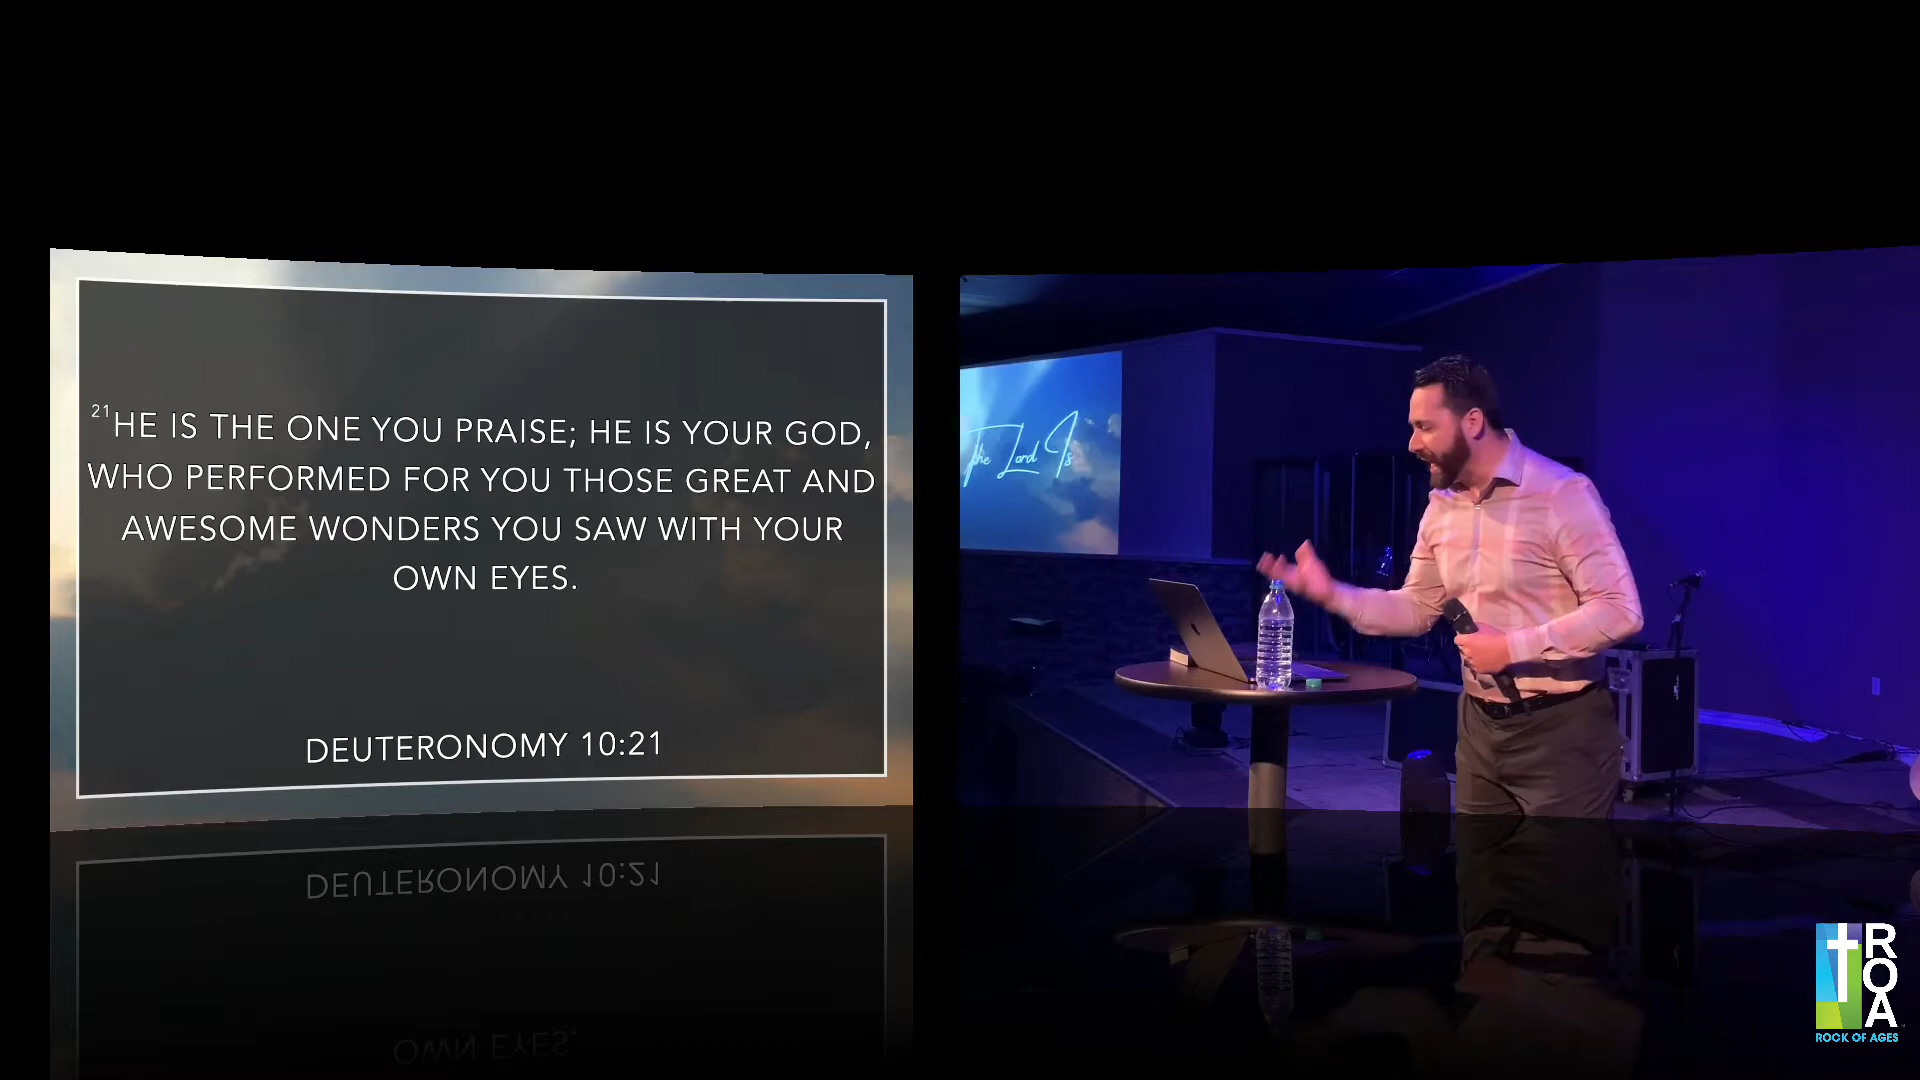 21HE IS THE ONE YOU PRAISE; HE IS YOUR GOD,
WHO PERFORMED FOR YOU THOSE GREAT AND
AWESOME WONDERS YOU SAW WITH YOUR
OWN EYES.
DEUTERONOMY 10:21
The Lord Is
ROA
ROCK OF AGES